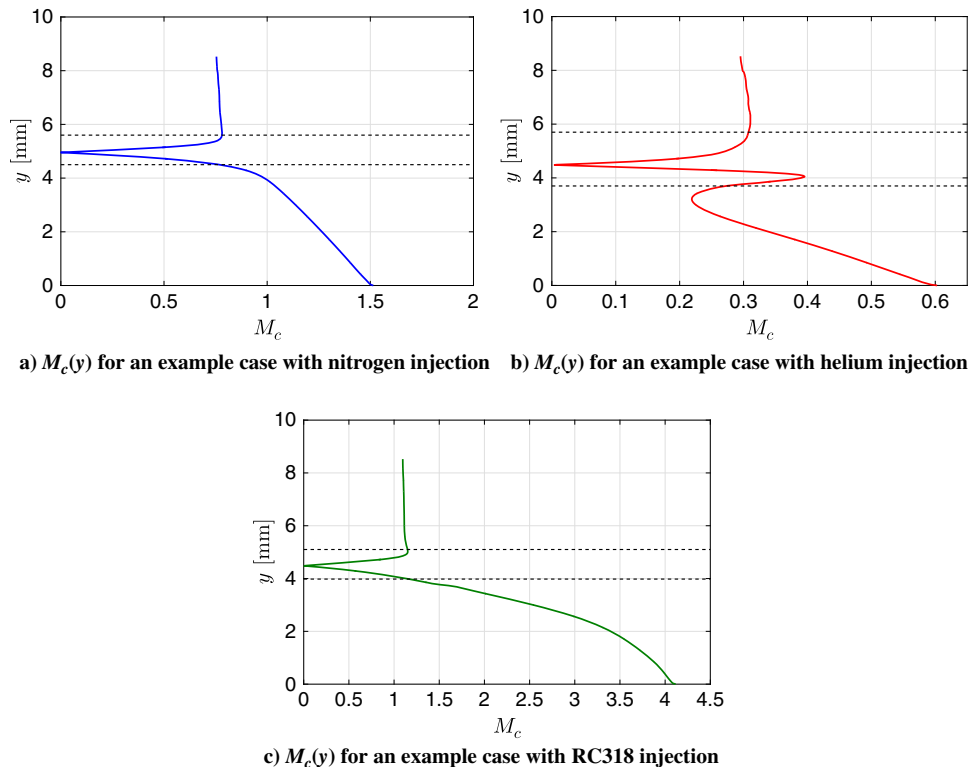 10
8
6
4
2
0
y [mm]
0 0.5 1 1.5 2
M_c
a) M_c(y) for an example case with nitrogen injection
10
8
6
4
2
0
y [mm]
0 0.1 0.2 0.3 0.4 0.5 0.6
M_c
b) M_c(y) for an example case with helium injection
10
8
6
4
2
0
y [mm]
0 0.5 1 1.5 2 2.5 3 3.5 4 4.5
M_c
c) M_c(y) for an example case with RC318 injection